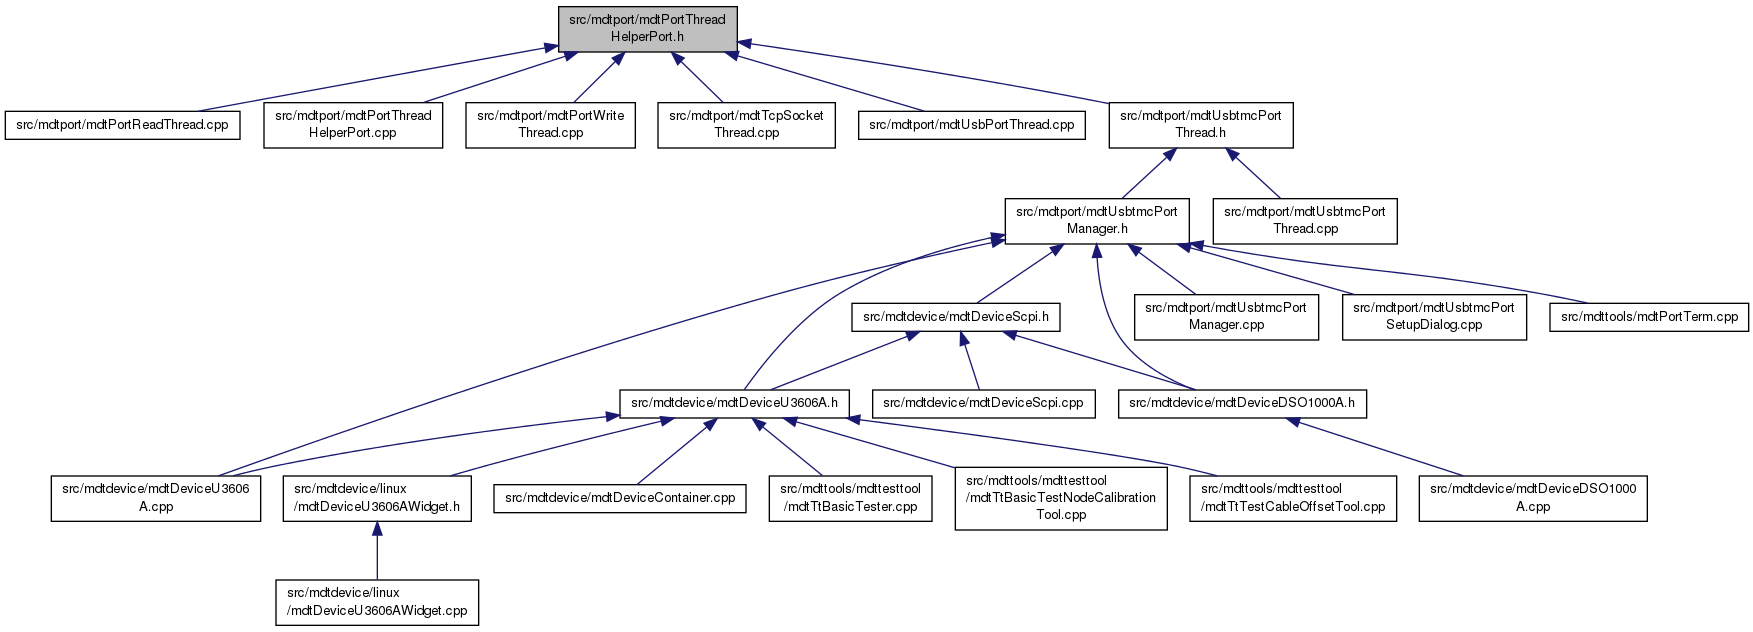 src/mdtport/mdtPortThread
HelperPort.h
src/mdtport/mdtPortReadThread.cpp
src/mdtport/mdtPortThread
HelperPort.cpp
src/mdtport/mdtPortWrite
Thread.cpp
src/mdtport/mdtTcpSocket
Thread.cpp
src/mdtport/mdtUsbPortThread.cpp
src/mdtport/mdtUsbtmcPort
Thread.h
src/mdtport/mdtUsbtmcPort
Manager.h
src/mdtport/mdtUsbtmcPort
Thread.cpp
src/mdtdevice/mdtDeviceScpi.h
src/mdtport/mdtUsbtmcPort
Manager.cpp
src/mdtport/mdtUsbtmcPort
SetupDialog.cpp
src/mdttools/mdtPortTerm.cpp
src/mdtdevice/mdtDeviceU3606A.h
src/mdtdevice/mdtDeviceScpi.cpp
src/mdtdevice/mdtDeviceDSO1000A.h
src/mdtdevice/mdtDeviceU3606
A.cpp
src/mdtdevice/linux
/mdtDeviceU3606AWidget.h
src/mdtdevice/mdtDeviceContainer.cpp
src/mdttools/mdttesttool
/mdtTtBasicTester.cpp
src/mdttools/mdttesttool
/mdtTtBasicTestNodeCalibration
Tool.cpp
src/mdttools/mdttesttool
/mdtTtTestCableOffsetTool.cpp
src/mdtdevice/mdtDeviceDSO1000
A.cpp
src/mdtdevice/linux
/mdtDeviceU3606AWidget.cpp